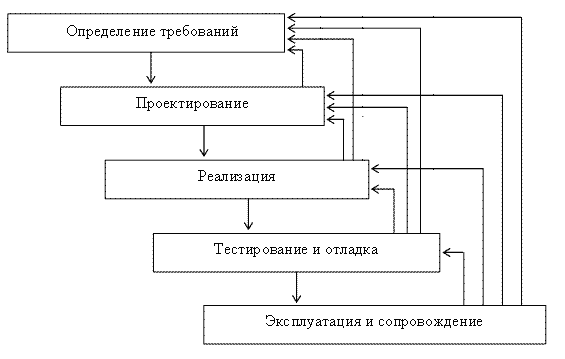 Определение требований
Проектирование
Реализация
Тестирование и отладка
Эксплуатация и сопровождение